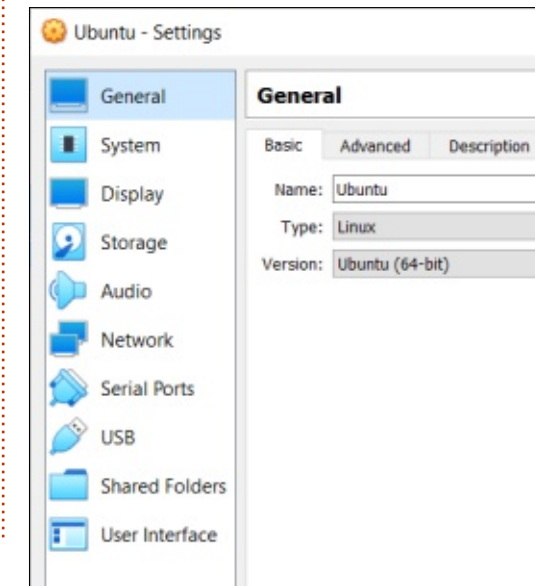 Ubuntu - Settings
General
System
Display
Storage
Audio
Network
Serial Ports
USB
Shared Folders
User Interface
General
Basic Advanced Description
Name: Ubuntu
Type: Linux
Version: Ubuntu (64-bit)